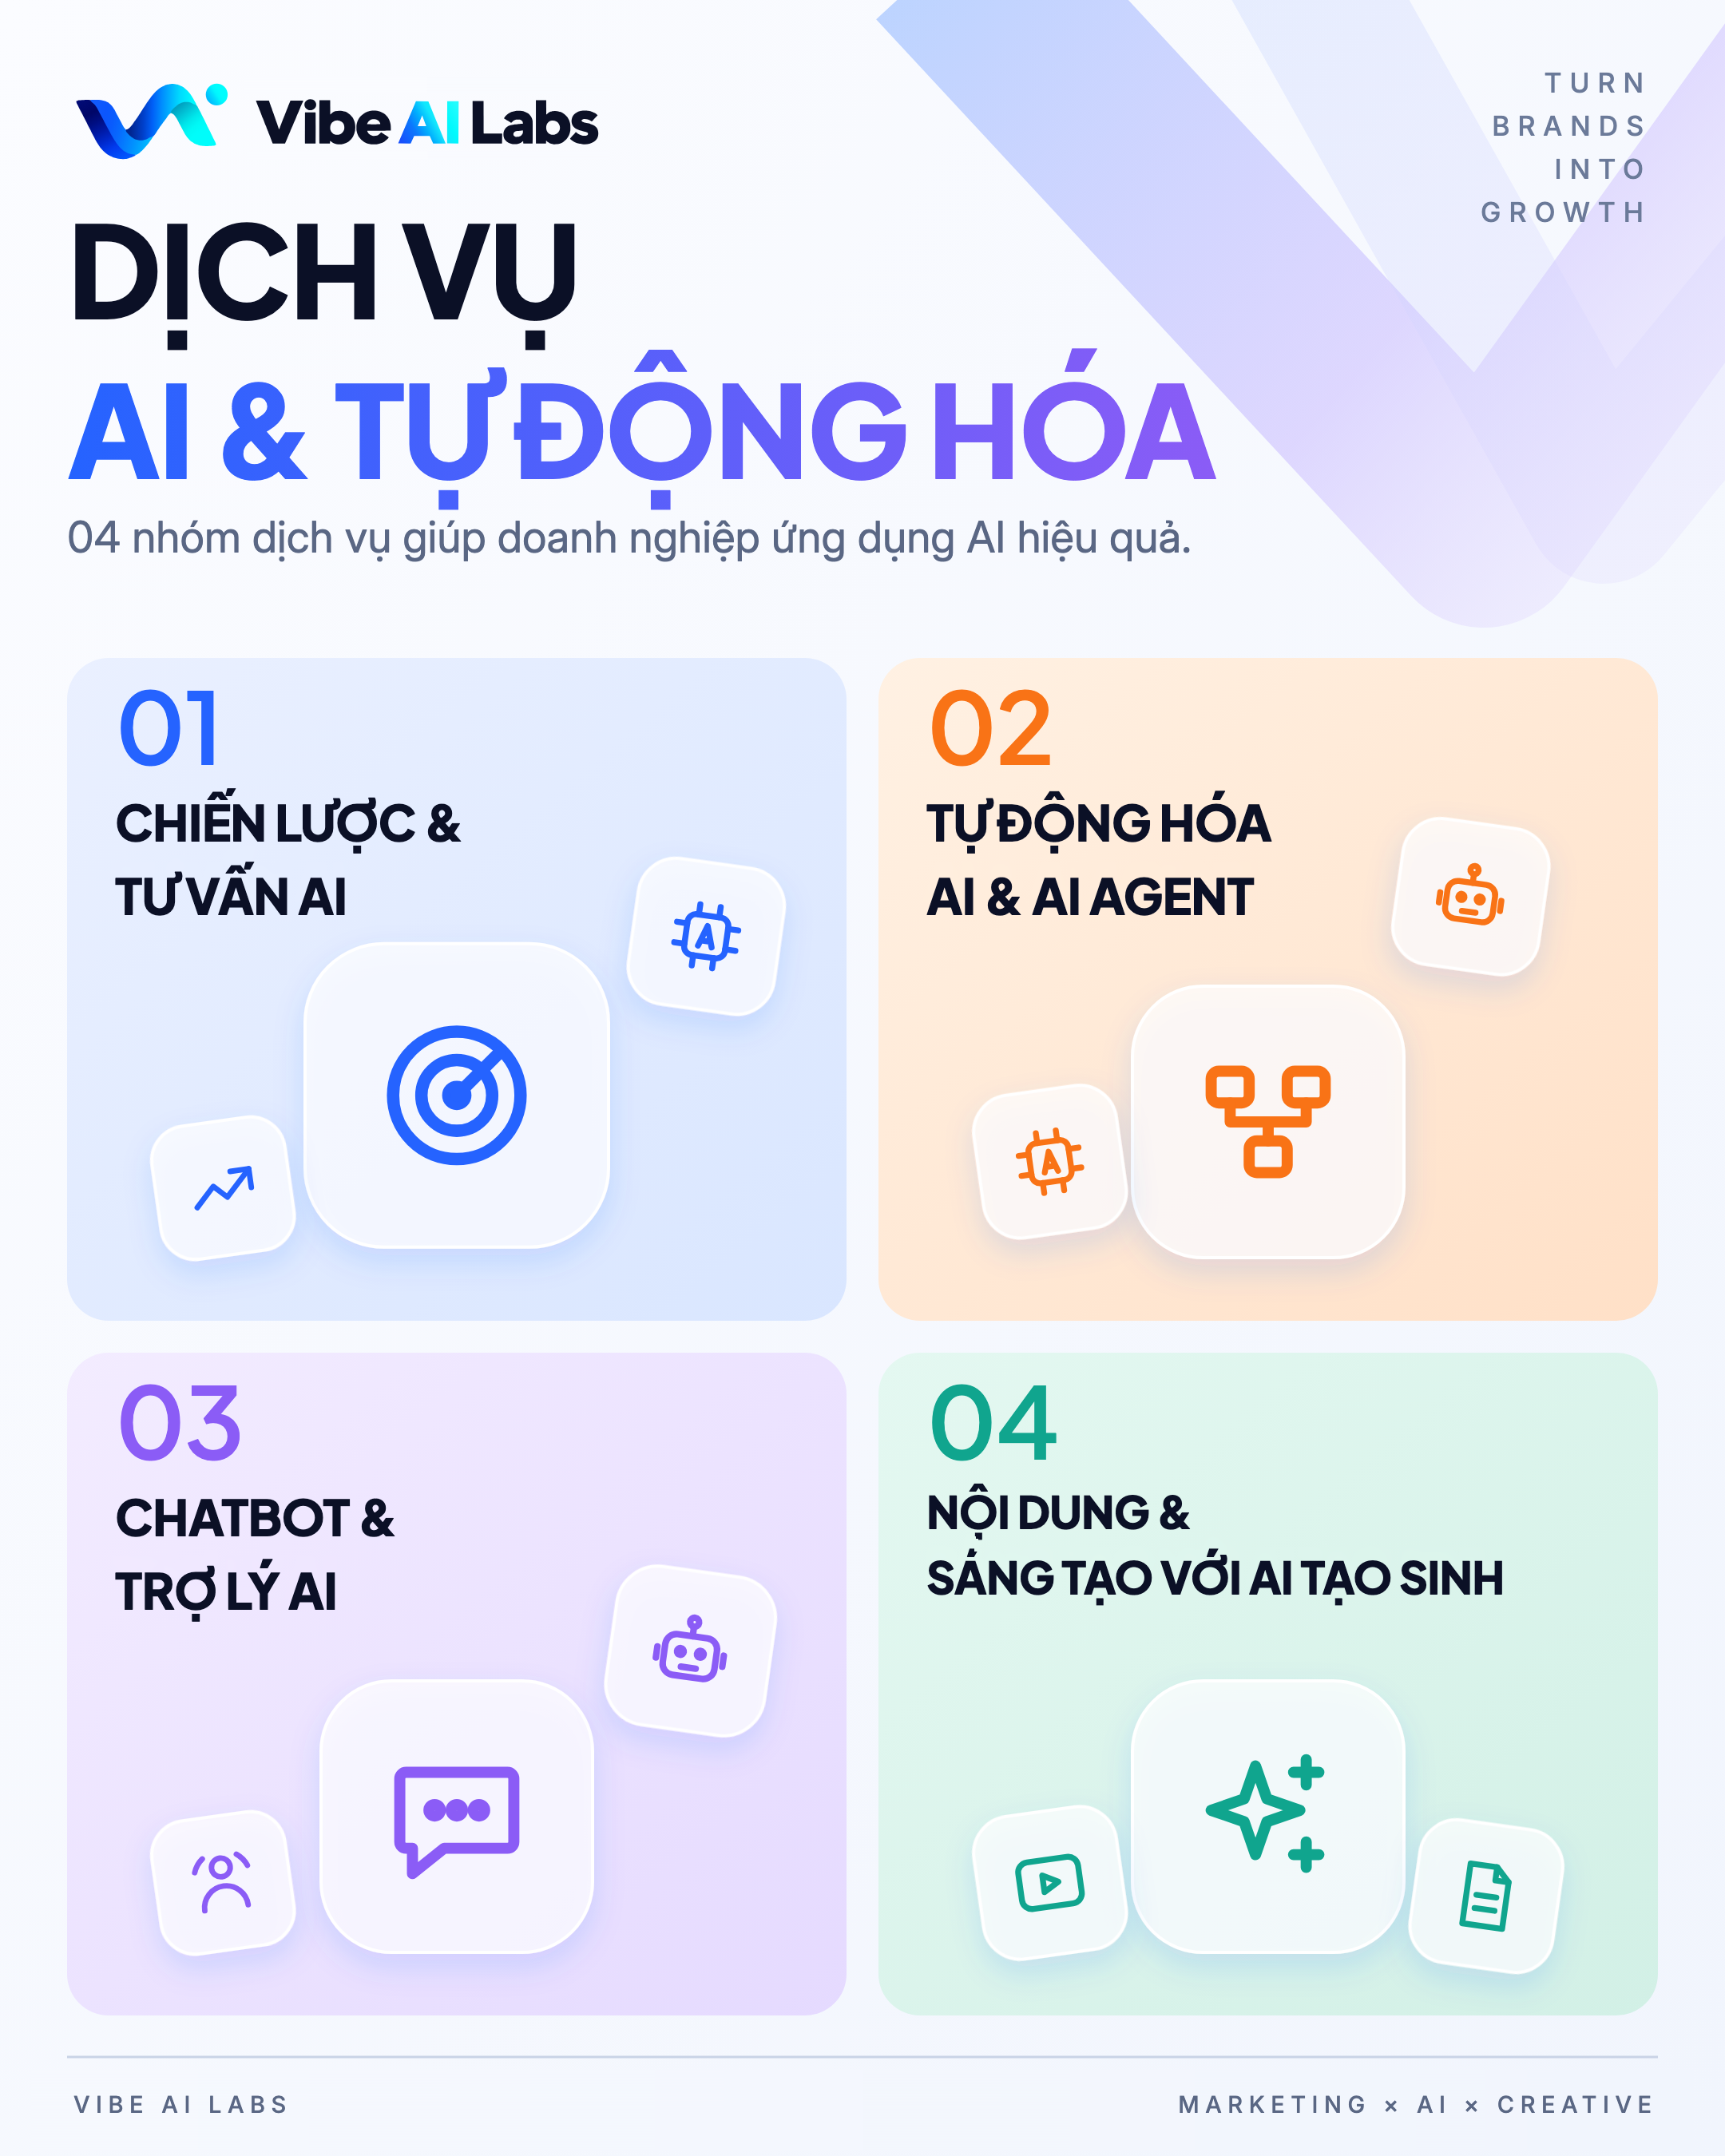 Vibe AI Labs
TURN
BRANDS
INTO
GROWTH
DỊCH VỤ
AI & TỰ ĐỘNG HÓA
04 nhóm dịch vụ giúp doanh nghiệp ứng dụng AI hiệu quả.
01
CHIẾN LƯỢC &
TƯ VẤN AI
A
02
TỰ ĐỘNG HÓA
AI & AI AGENT
A
03
CHATBOT &
TRỢ LÝ AI
04
NỘI DUNG &
SÁNG TẠO VỚI AI TẠO SINH
VIBE AI LABS
MARKETING × AI × CREATIVE